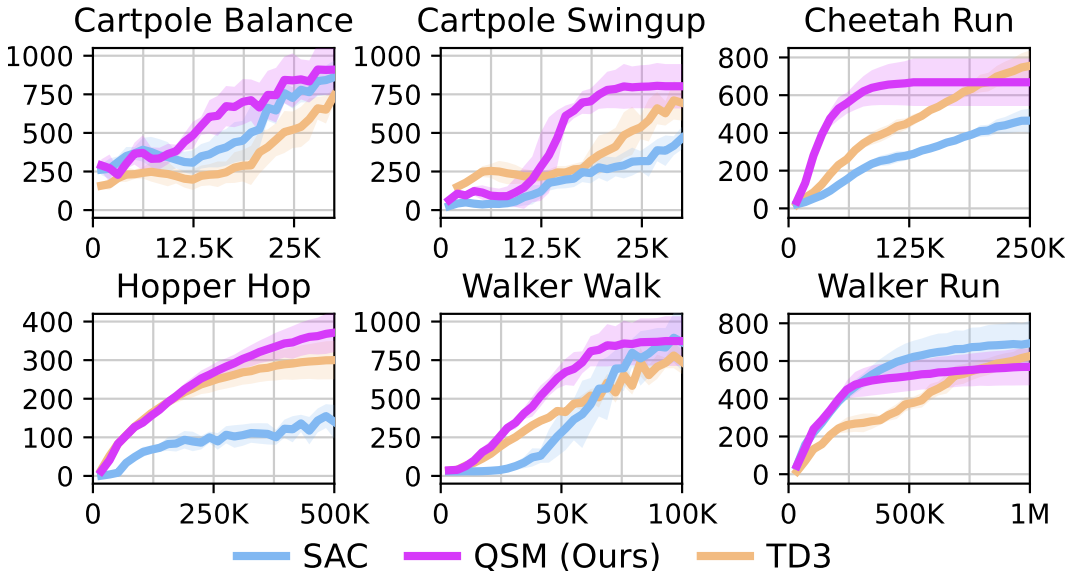 Cartpole Balance
Cartpole Swingup
Cheetah Run
1000
750
500
250
0
0 12.5K 25K
1000
750
500
250
0
0 12.5K 25K
800
600
400
200
0
0 125K 250K
Hopper Hop
Walker Walk
Walker Run
400
300
200
100
0
0 250K 500K
1000
750
500
250
0
0 50K 100K
800
600
400
200
0
0 500K 1M
SAC QSM (Ours) TD3